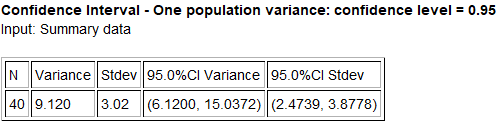 Confidence Interval - One population variance: confidence level = 0.95
Input: Summary data
N Variance Stdev 95.0%CI Variance 95.0%CI Stdev
40 9.120 3.02 (6.1200, 15.0372) (2.4739, 3.8778)